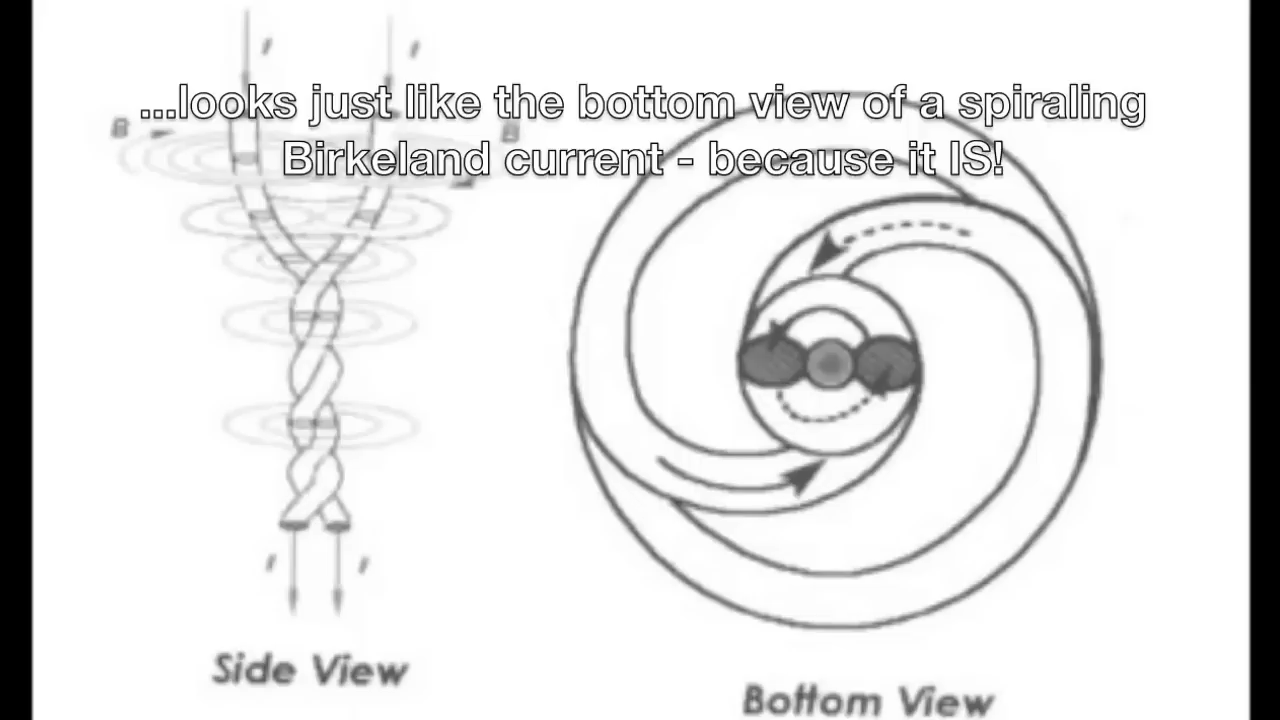 I I
...looks just like the bottom view of a spiraling
B B
Birkeland current - because it IS!
I I
Side View
Bottom View